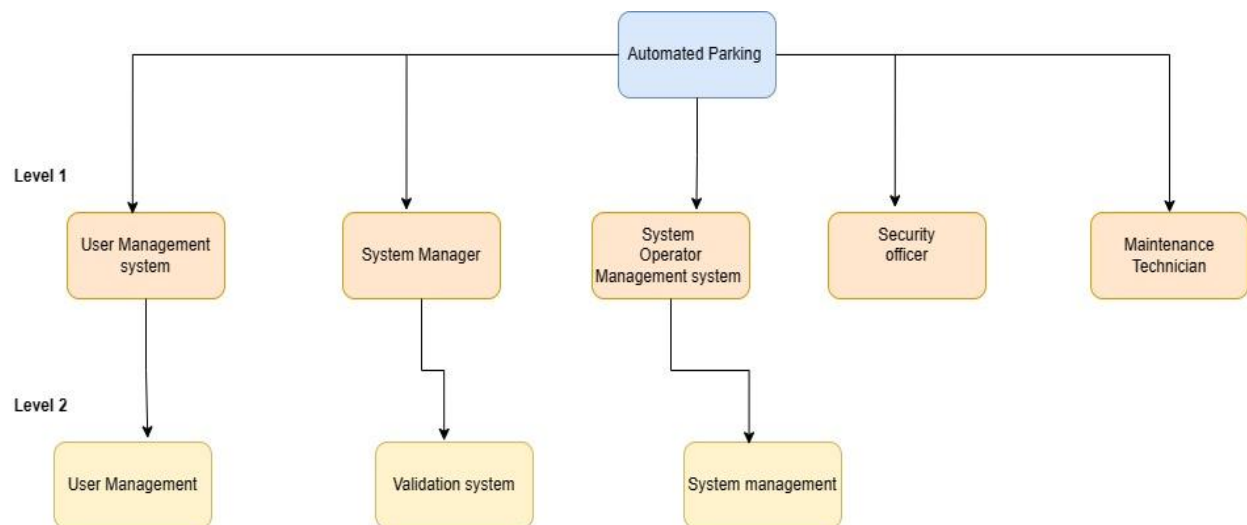 Automated Parking
Level 1
User Management
system
System Manager
System
Operator
Management system
Security
officer
Maintenance
Technician
Level 2
User Management
Validation system
System management